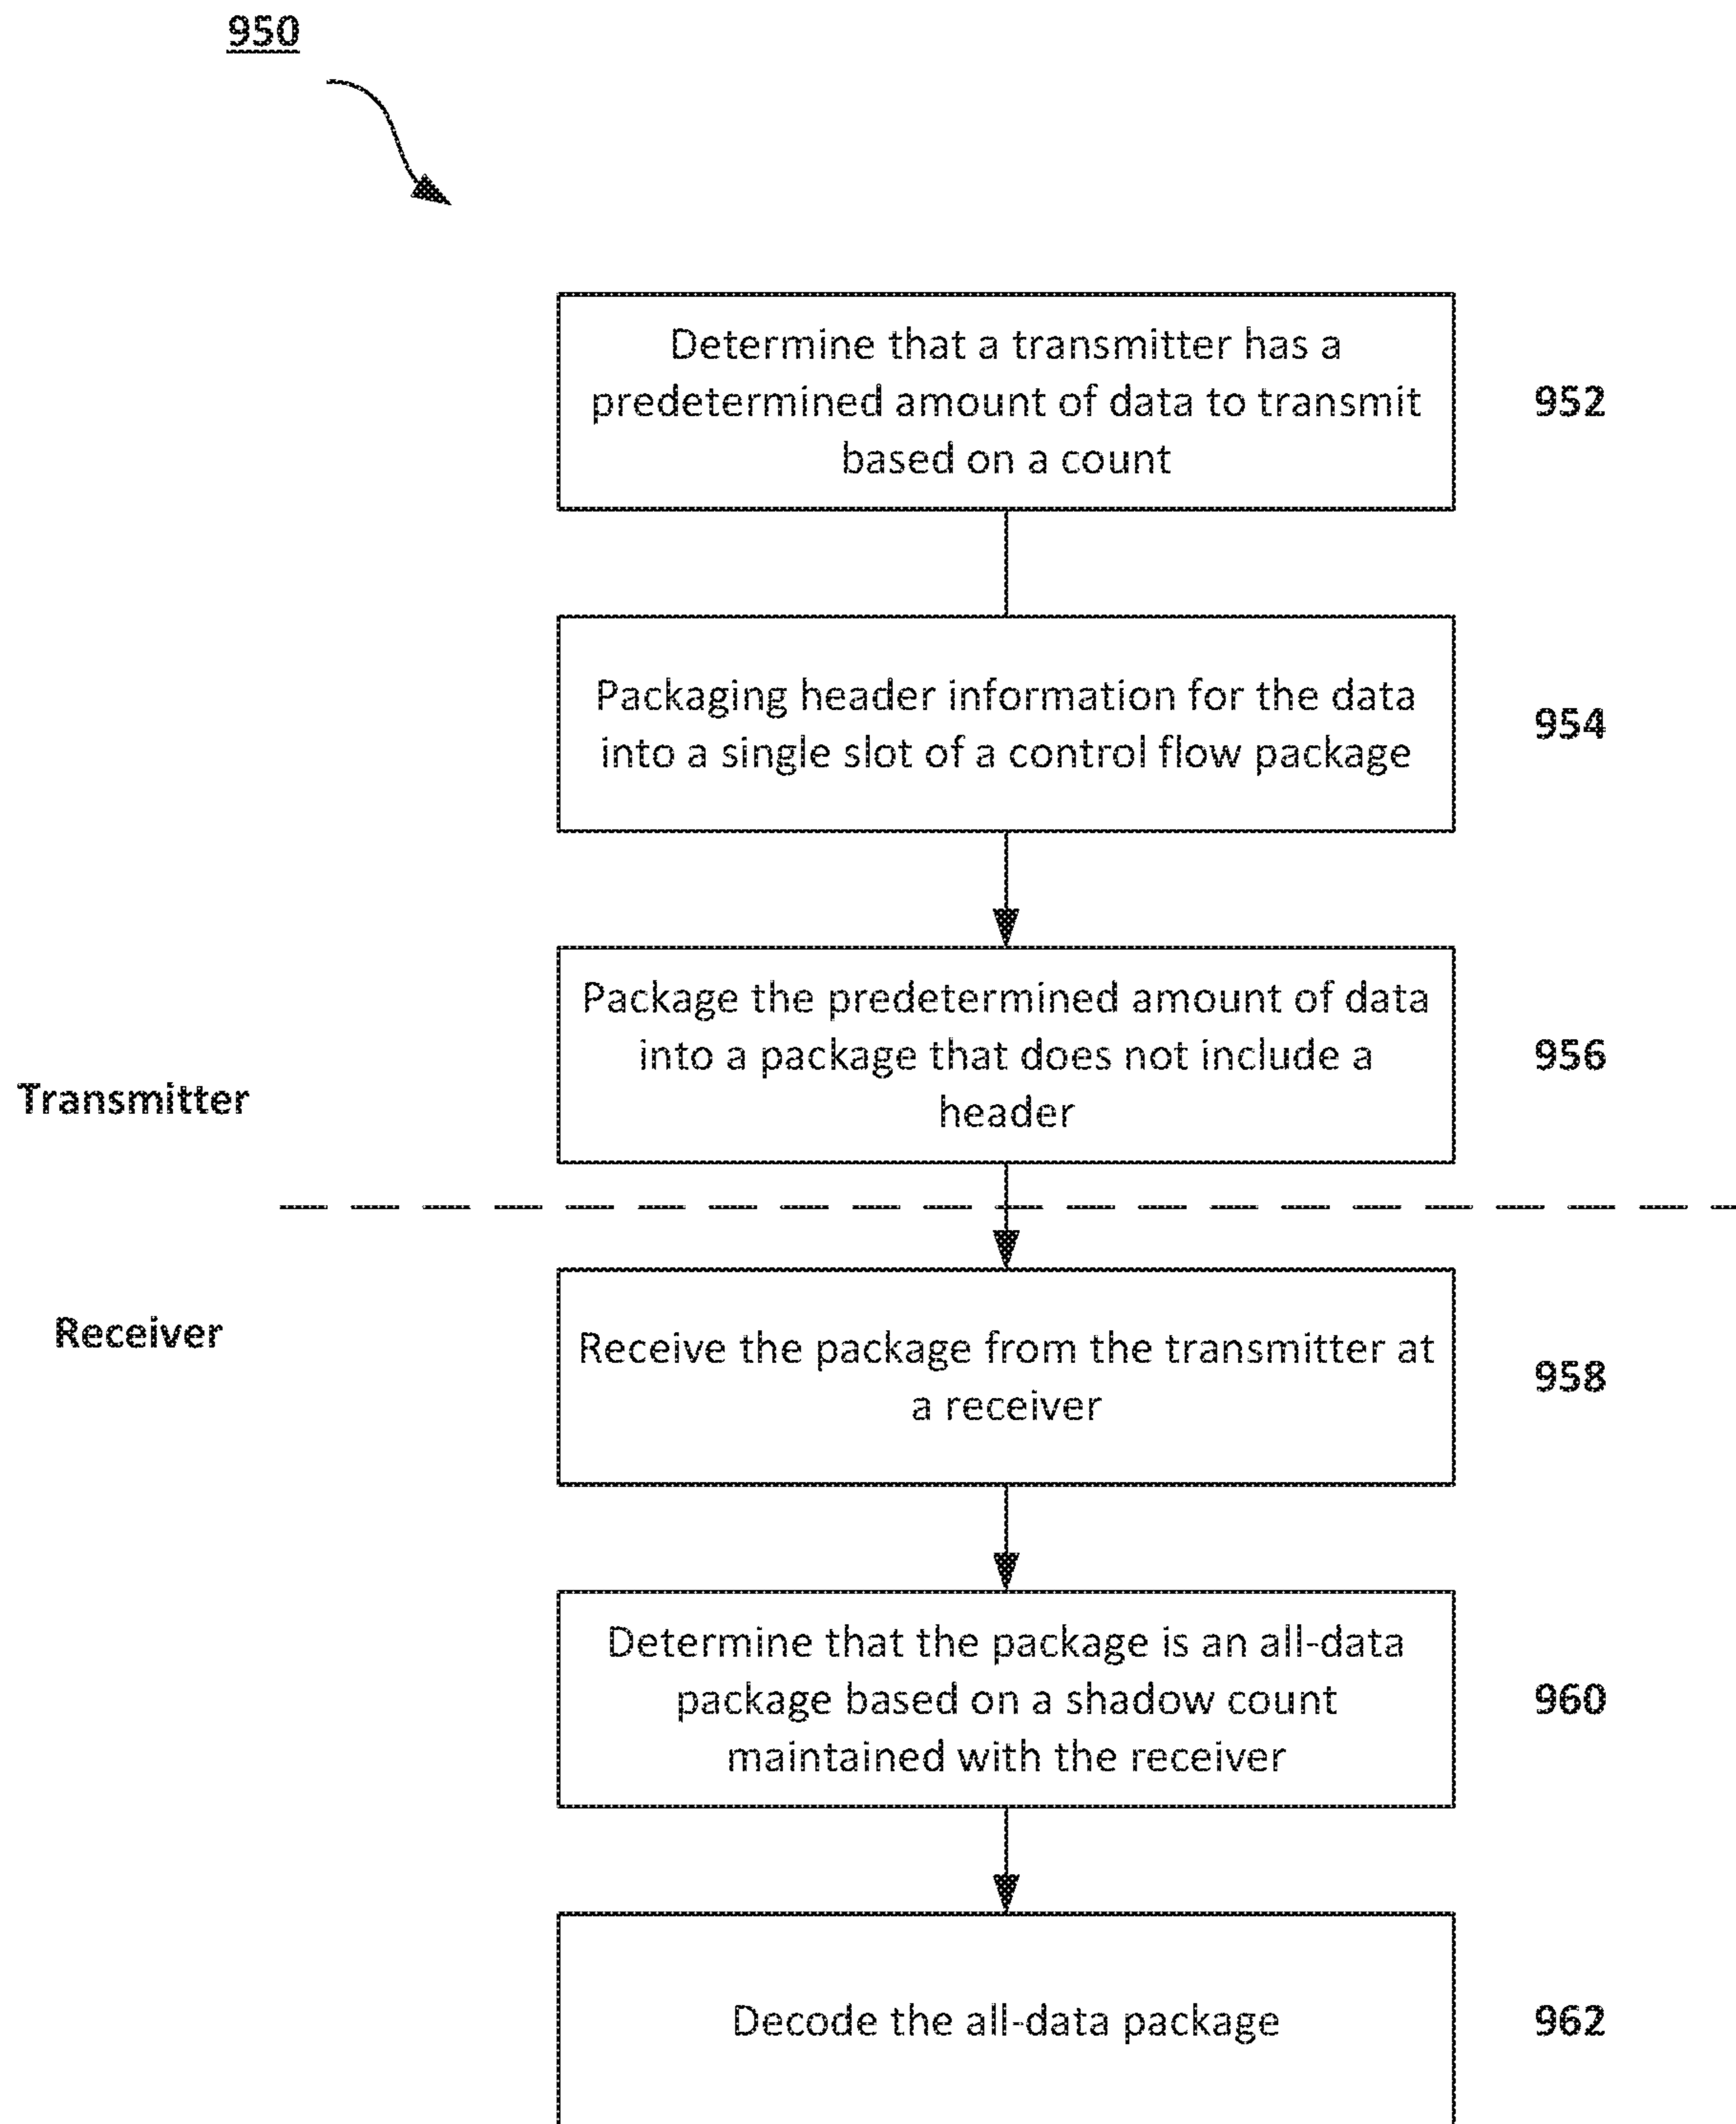 950
Determine that a transmitter has a
predetermined amount of data to transmit
based on a count
952
Packaging header information for the data
into a single slot of a control flow package
954
Package the predetermined amount of data
into a package that does not include a
header
956
Transmitter
Receiver
Receive the package from the transmitter at
a receiver
958
Determine that the package is an all-data
package based on a shadow count
maintained with the receiver
960
Decode the all-data package
962